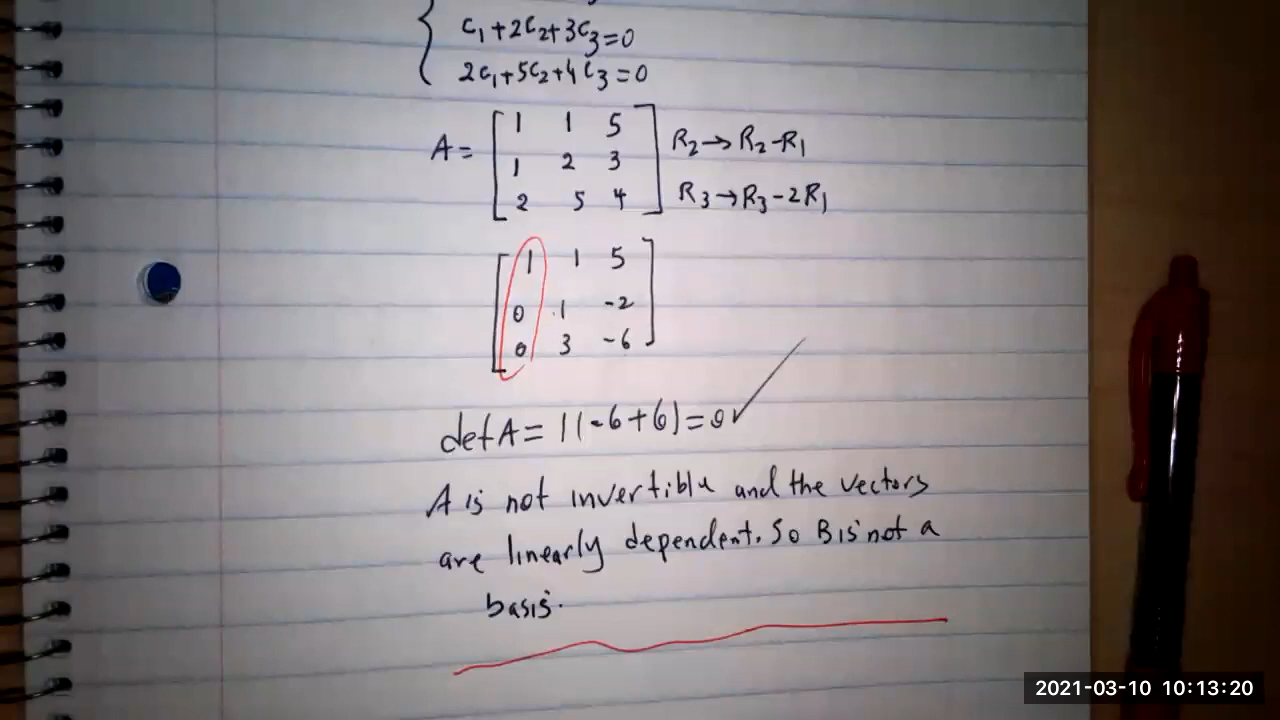 c₁+2c₂+3c₃=0
2c₁+5c₂+4c₃=0
A= [1 1 5 R₂→R₂-R₁
1 2 3
2 5 4] R₃→R₃-2R₁
[1 1 5
0 1 -2
0 3 -6]
detA= 1(-6+6)=0✓
A is not invertible and the vectors
are linearly dependent. So B is not a
basis.
2021-03-10 10:13:20